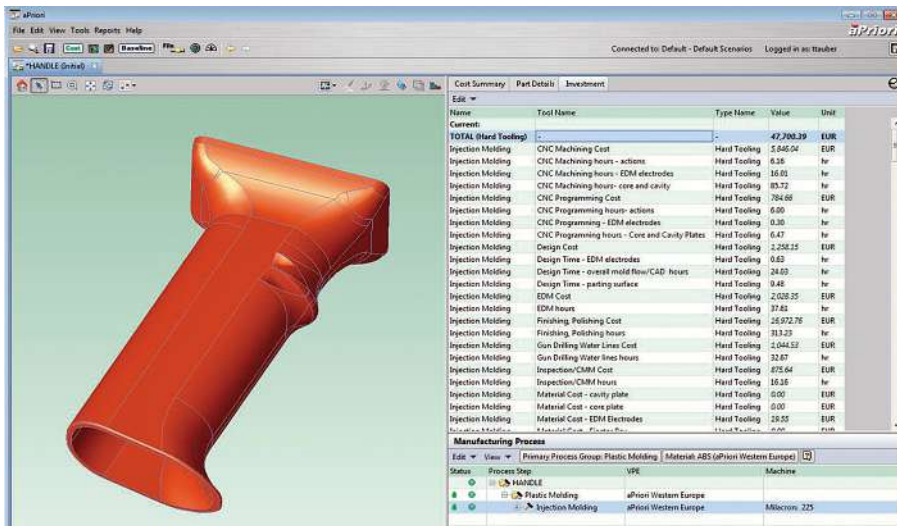 aPriori
File Edit View Tools Reports Help
aPriori
Cost Baseline Connected to: Default - Default Scenarios Logged in as: ttauber
*HANDLE (Initial)
Cost Summary Part Details Investment
Edit
Name Tool Name Type Name Value Unit
Current:
TOTAL (Hard Tooling) - - 47,700.39 EUR
Injection Molding CNC Machining Cost Hard Tooling 5,846.04 EUR
Injection Molding CNC Machining hours - actions Hard Tooling 6.16 hr
Injection Molding CNC Machining hours - EDM electrodes Hard Tooling 16.01 hr
Injection Molding CNC Machining hours- core and cavity Hard Tooling 85.72 hr
Injection Molding CNC Programming Cost Hard Tooling 784.66 EUR
Injection Molding CNC Programming hours- actions Hard Tooling 6.00 hr
Injection Molding CNC Programming - EDM electrodes Hard Tooling 0.30 hr
Injection Molding CNC Programming hours - Core and Cavity Plates Hard Tooling 6.47 hr
Injection Molding Design Cost Hard Tooling 1,258.15 EUR
Injection Molding Design Time - EDM electrodes Hard Tooling 0.63 hr
Injection Molding Design Time - overall mold flow/CAD hours Hard Tooling 24.03 hr
Injection Molding Design Time - parting surface Hard Tooling 9.48 hr
Injection Molding EDM Cost Hard Tooling 2,028.35 EUR
Injection Molding EDM hours Hard Tooling 37.61 hr
Injection Molding Finishing, Polishing Cost Hard Tooling 16,972.76 EUR
Injection Molding Finishing, Polishing hours Hard Tooling 313.23 hr
Injection Molding Gun Drilling Water Lines Cost Hard Tooling 1,044.53 EUR
Injection Molding Gun Drilling Water lines hours Hard Tooling 32.67 hr
Injection Molding Inspection/CMM Cost Hard Tooling 875.64 EUR
Injection Molding Inspection/CMM hours Hard Tooling 16.16 hr
Injection Molding Material Cost - cavity plate Hard Tooling 0.00 EUR
Injection Molding Material Cost - core plate Hard Tooling 0.00 EUR
Injection Molding Material Cost - EDM Electrodes Hard Tooling 19.55 EUR
Manufacturing Process
Edit View Primary Process Group: Plastic Molding Material: ABS (aPriori Western Europe)
Status Process Step VPE Machine
HANDLE
Plastic Molding aPriori Western Europe
Injection Molding aPriori Western Europe Milacron: 225